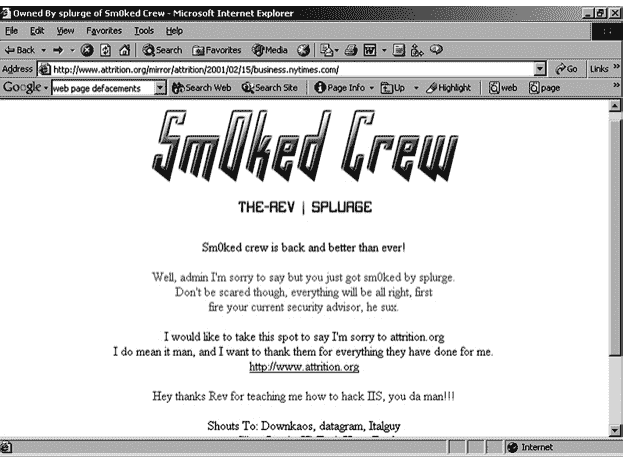 Owned By splurge of Sm0ked Crew - Microsoft Internet Explorer
File Edit View Favorites Tools Help
Back Search Favorites Media
Address http://www.attrition.org/mirror/attrition/2001/02/15/business.nytimes.com/ Go Links »
Google web page defacements Search Web Search Site Page Info Up Highlight web page »
Sm0ked Crew
THE-REV | SPLURGE
Sm0ked crew is back and better than ever!
Well, admin I'm sorry to say but you just got sm0ked by splurge.
Don't be scared though, everything will be all right, first
fire your current security advisor, he sux.
I would like to take this spot to say I'm sorry to attrition.org
I do mean it man, and I want to thank them for everything they have done for me.
http://www.attrition.org
Hey thanks Rev for teaching me how to hack IIS, you da man!!!
Shouts To: Downkaos, datagram, Italguy
Internet